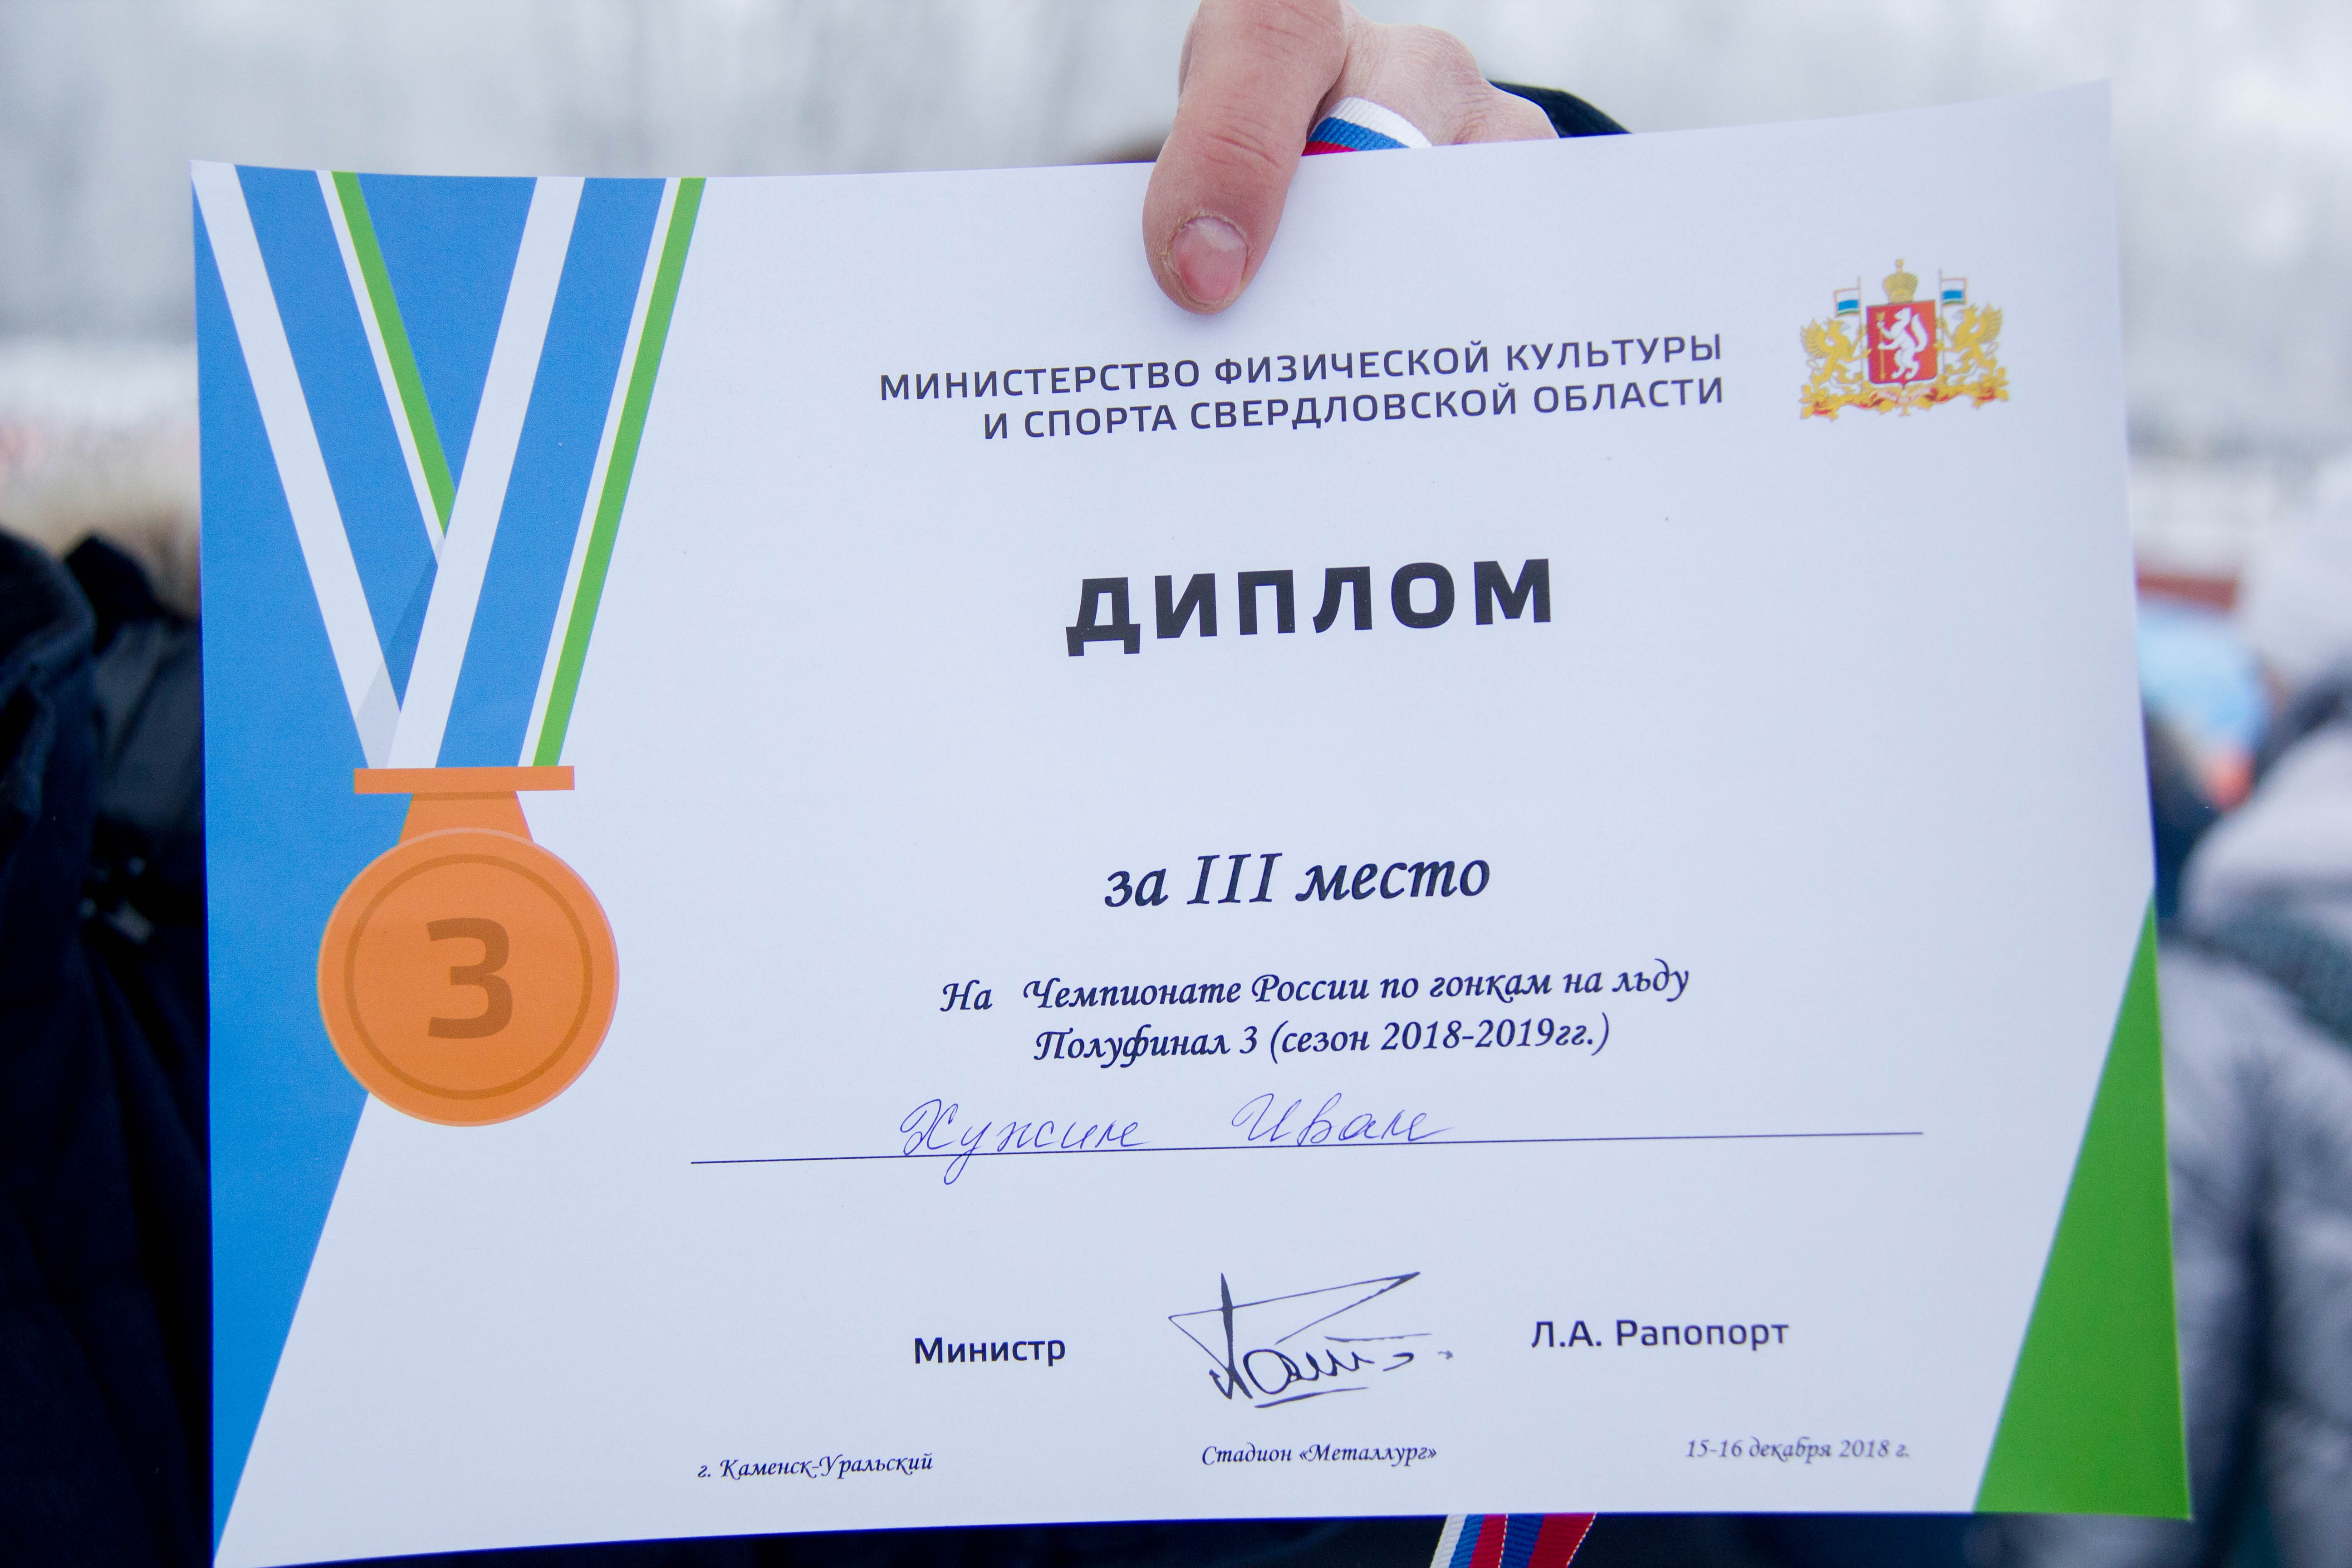 МИНИСТЕРСТВО ФИЗИЧЕСКОЙ КУЛЬТУРЫ
И СПОРТА СВЕРДЛОВСКОЙ ОБЛАСТИ
ДИПЛОМ
3
за III место
На Чемпионате России по гонкам на льду
Полуфинал 3 (сезон 2018-2019гг.)
Хужин Иван
Министр Л.А. Рапопорт
г. Каменск-Уральский Стадион «Металлург» 15-16 декабря 2018 г.